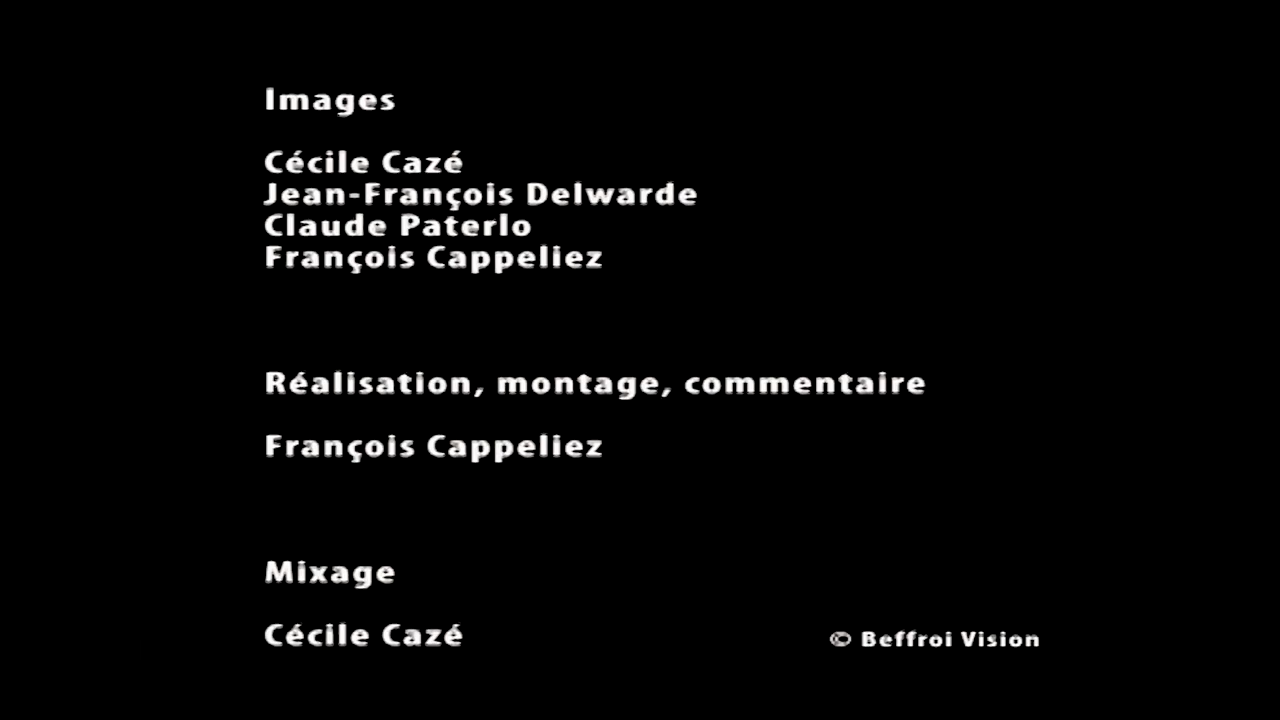 Images
Cécile Cazé
Jean-François Delwarde
Claude Paterlo
François Cappeliez
Réalisation, montage, commentaire
François Cappeliez
Mixage
Cécile Cazé
© Beffroi Vision